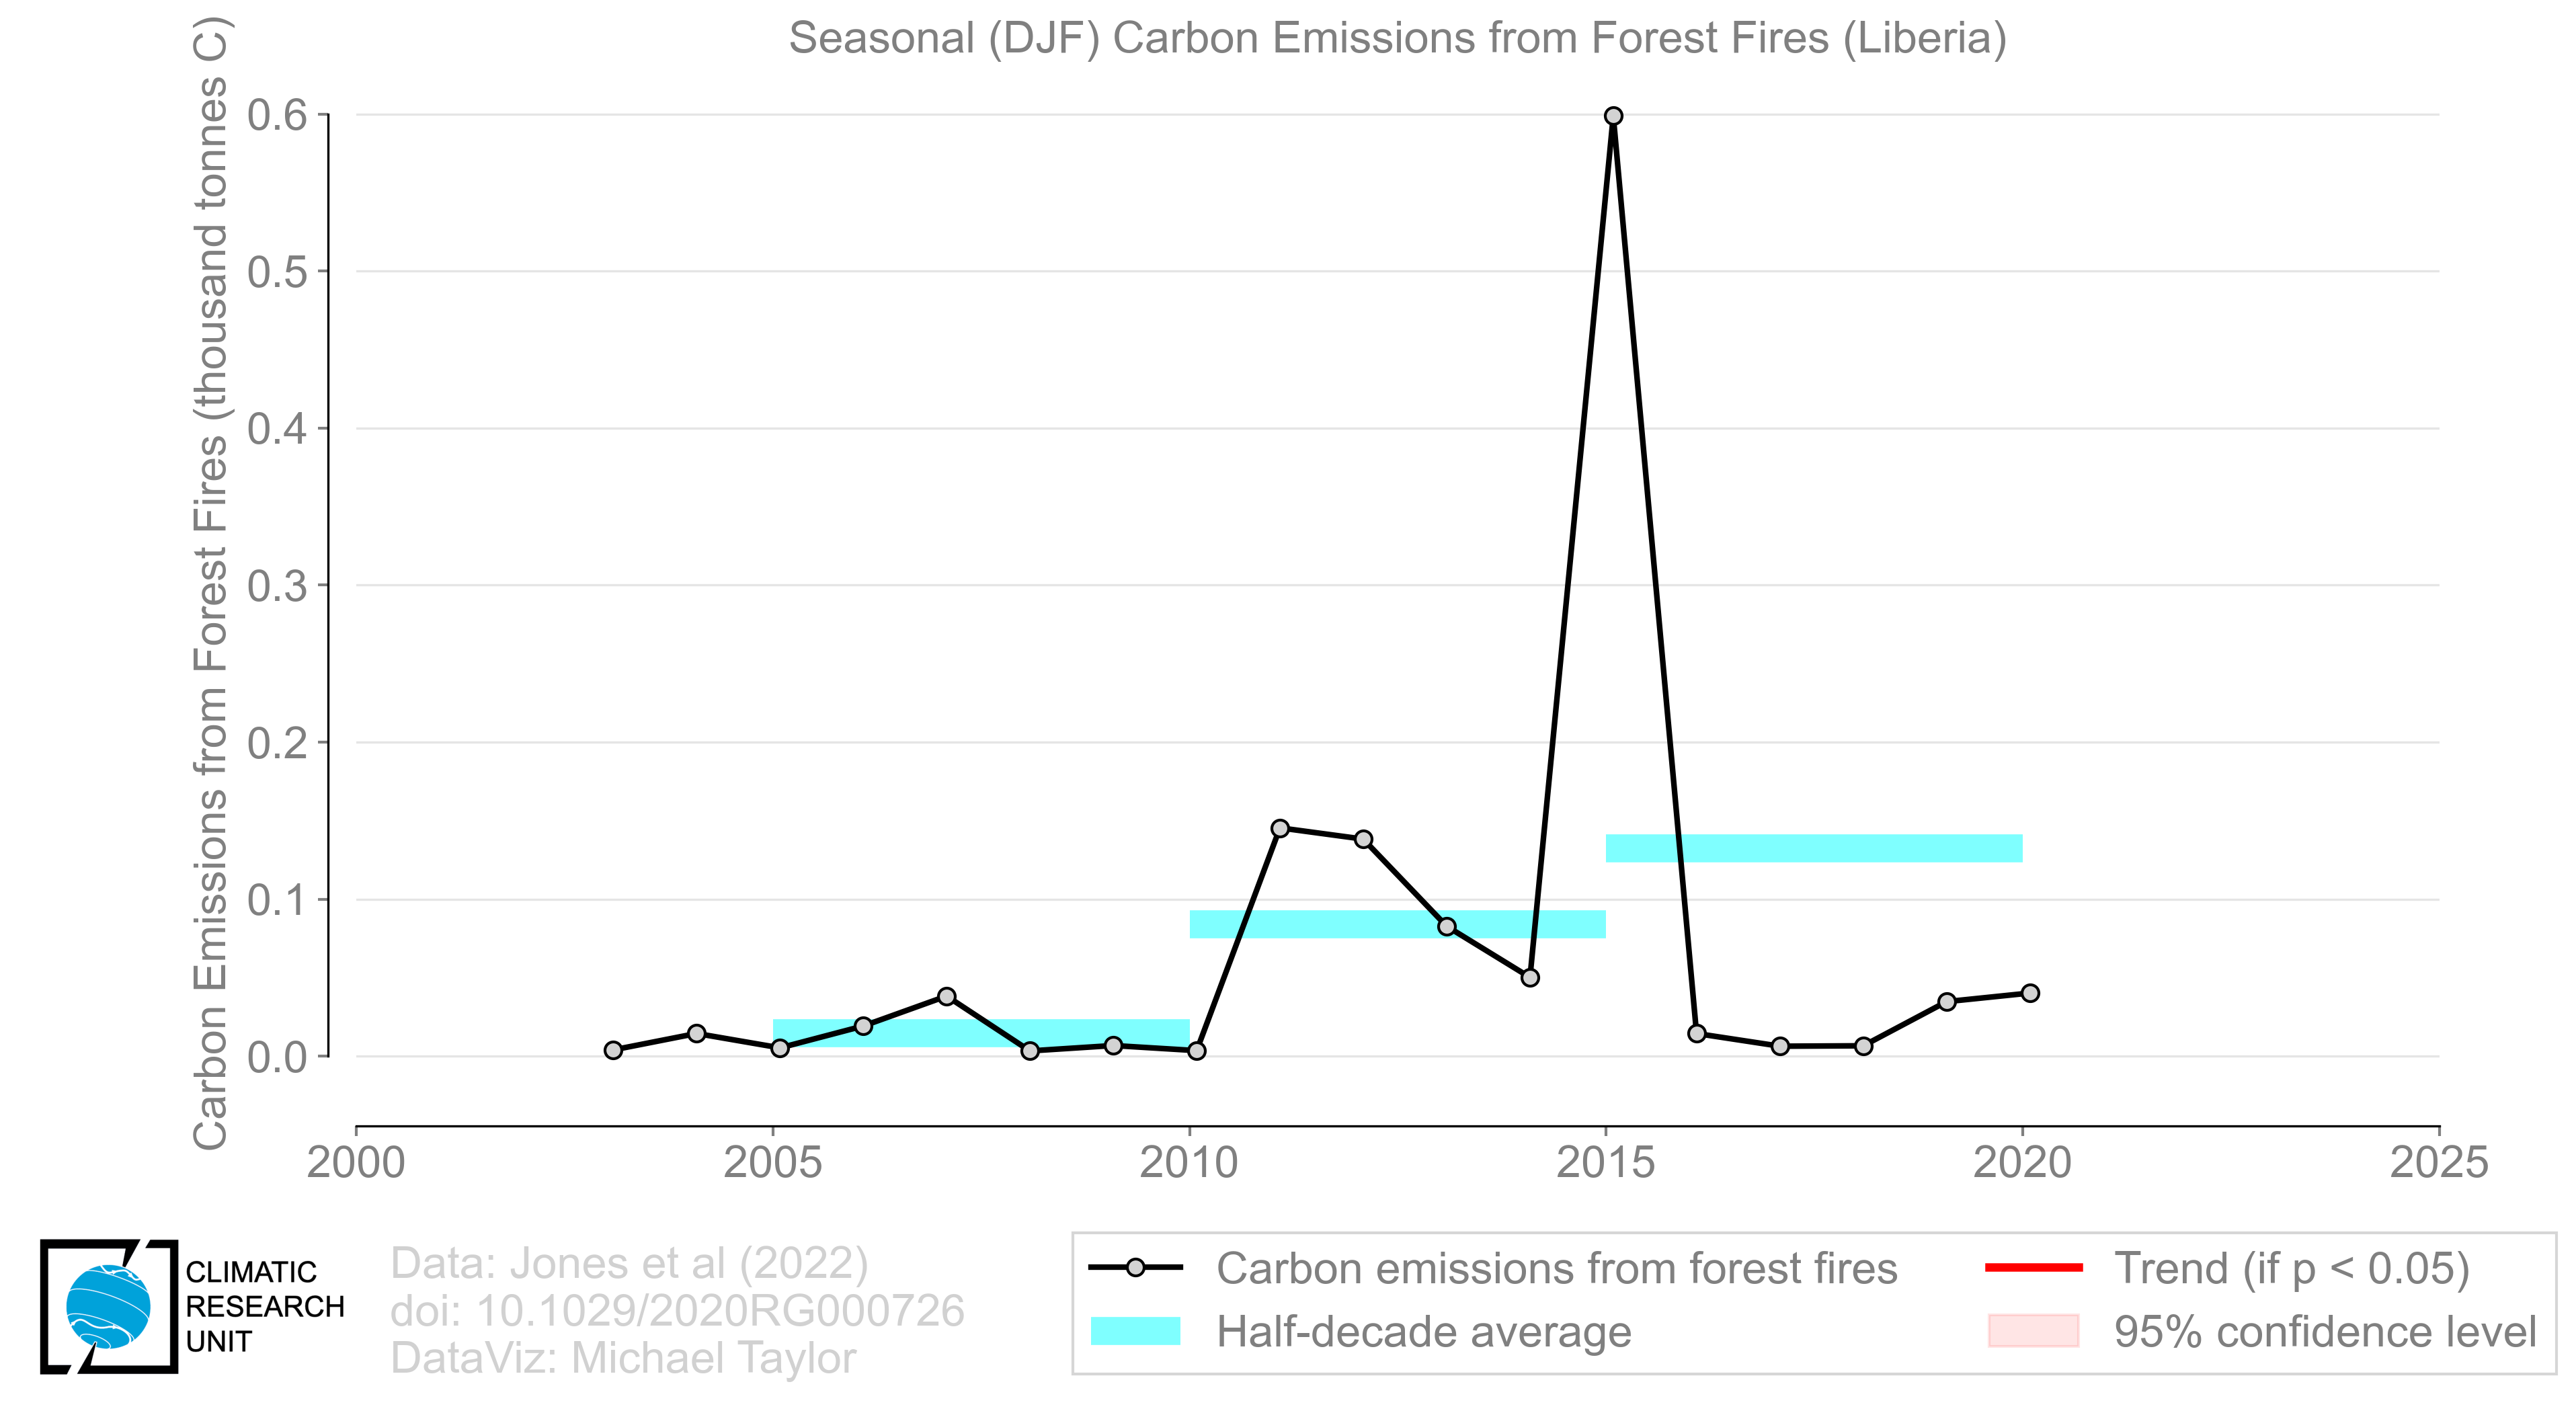 Seasonal (DJF) Carbon Emissions from Forest Fires (Liberia)
Carbon Emissions from Forest Fires (thousand tonnes C)
0.6
0.5
0.4
0.3
0.2
0.1
0.0
2000 2005 2010 2015 2020 2025
CLIMATIC
RESEARCH
UNIT
Data: Jones et al (2022)
doi: 10.1029/2020RG000726
DataViz: Michael Taylor
Carbon emissions from forest fires
Half-decade average
Trend (if p < 0.05)
95% confidence level